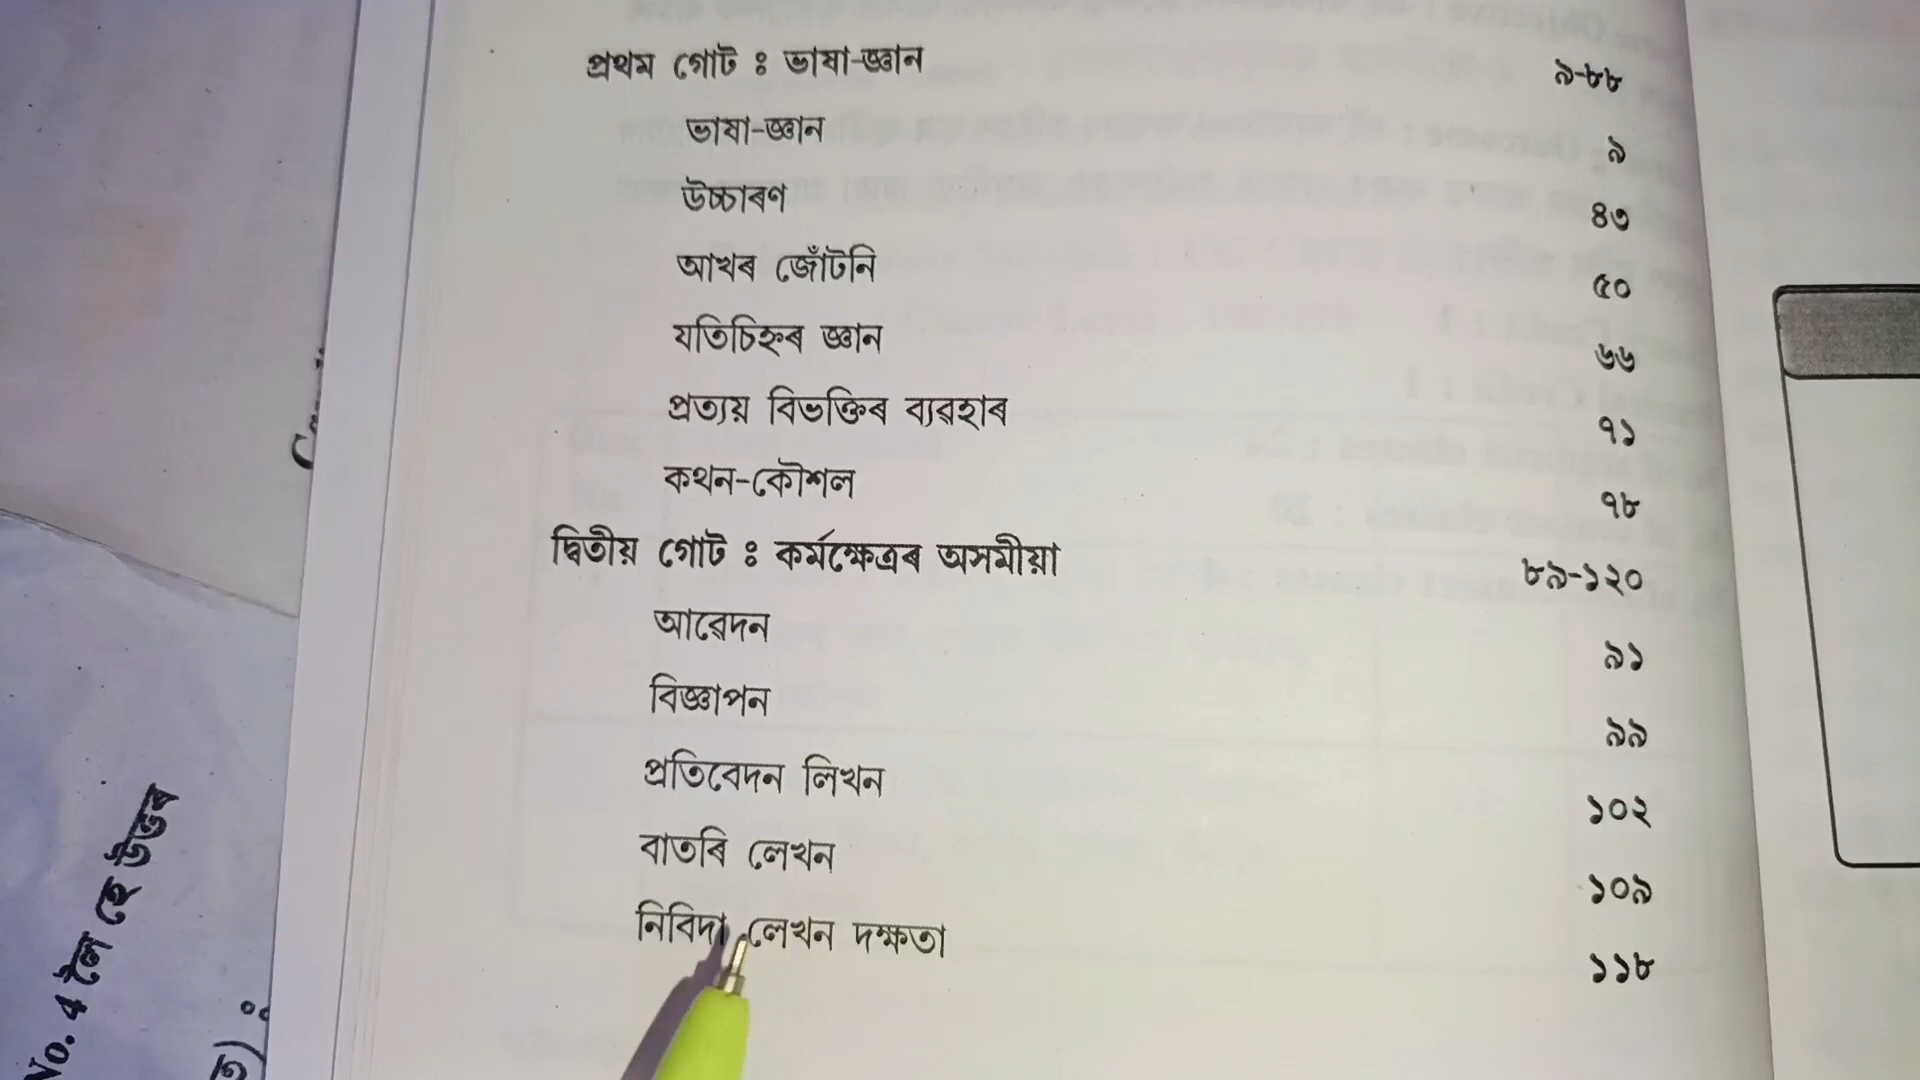 প্ৰথম গোট ঃ ভাষা-জ্ঞান ৯-৮৮
ভাষা-জ্ঞান ৯
উচ্চাৰণ ৪৩
আখৰ জোঁটনি ৫০
যতিচিহ্নৰ জ্ঞান ৬৬
প্ৰত্যয় বিভক্তিৰ ব্যৱহাৰ ৭১
কথন-কৌশল ৭৮
দ্বিতীয় গোট ঃ কৰ্মক্ষেত্ৰৰ অসমীয়া ৮৯-১২০
আৱেদন ৯১
বিজ্ঞাপন ৯৯
প্ৰতিবেদন লিখন ১০২
বাতৰি লেখন ১০৯
নিবিদা লেখন দক্ষতা ১১৮
No. 4 লৈ হে উত্তৰ